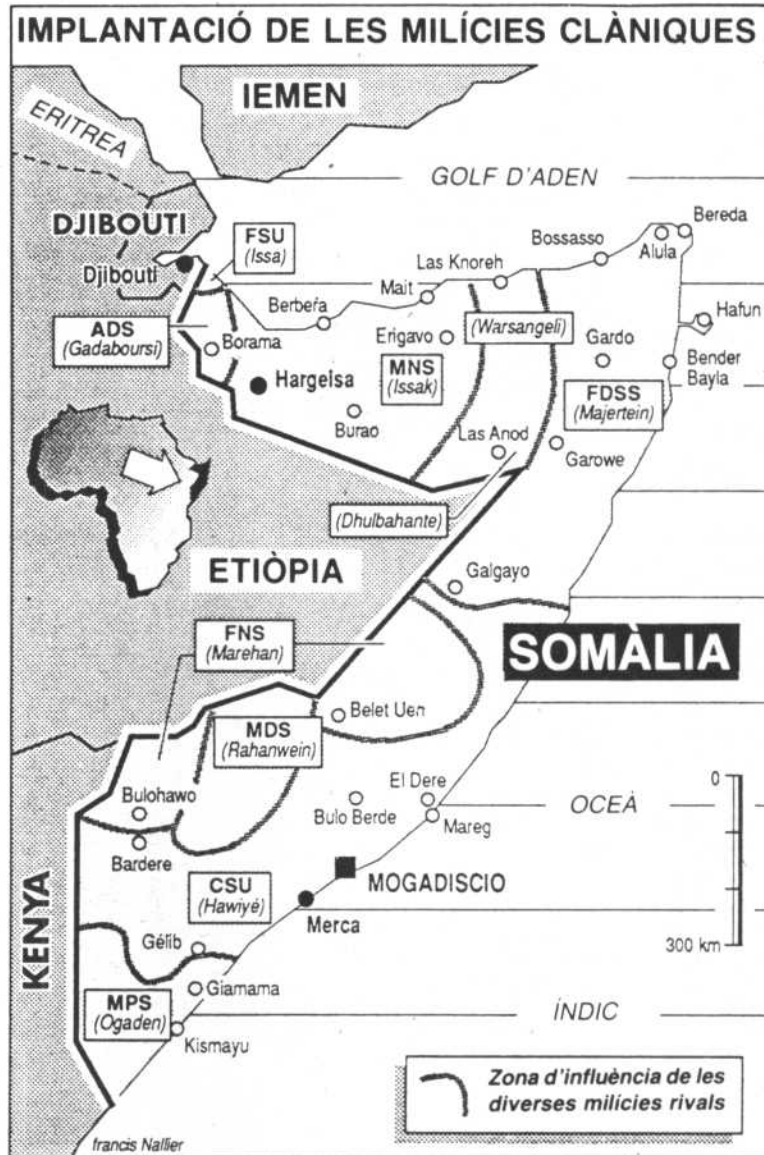 IMPLANTACIÓ DE LES MILÍCIES CLÀNIQUES
IEMEN
ERITREA
GOLF D'ADEN
DJIBOUTI
Djibouti
FSU
(Issa)
Bereda
Alula
Bossasso
Las Knoreh
Mait
Berbera
(Warsangeli)
Hafun
ADS
(Gadaboursi)
Borama
Erigavo
Gardo
MNS
(Issak)
Bender
Bayla
Hargeisa
FDSS
(Majertein)
Burao
Las Anod
Garowe
(Dhulbahante)
ETIÒPIA
Galgayo
FNS
(Marehan)
SOMÀLIA
Belet Uen
MDS
(Rahanwein)
El Dere
0
Bulohawo
Bulo Berde
OCEÀ
Mareg
Bardere
MOGADISCIO
CSU
(Hawiyé)
Merca
KENYA
Gélib
300 km
Giamama
MPS
(Ogaden)
ÍNDIC
Kismayu
Zona d'influència de les
diverses milícies rivals
francis Nallier